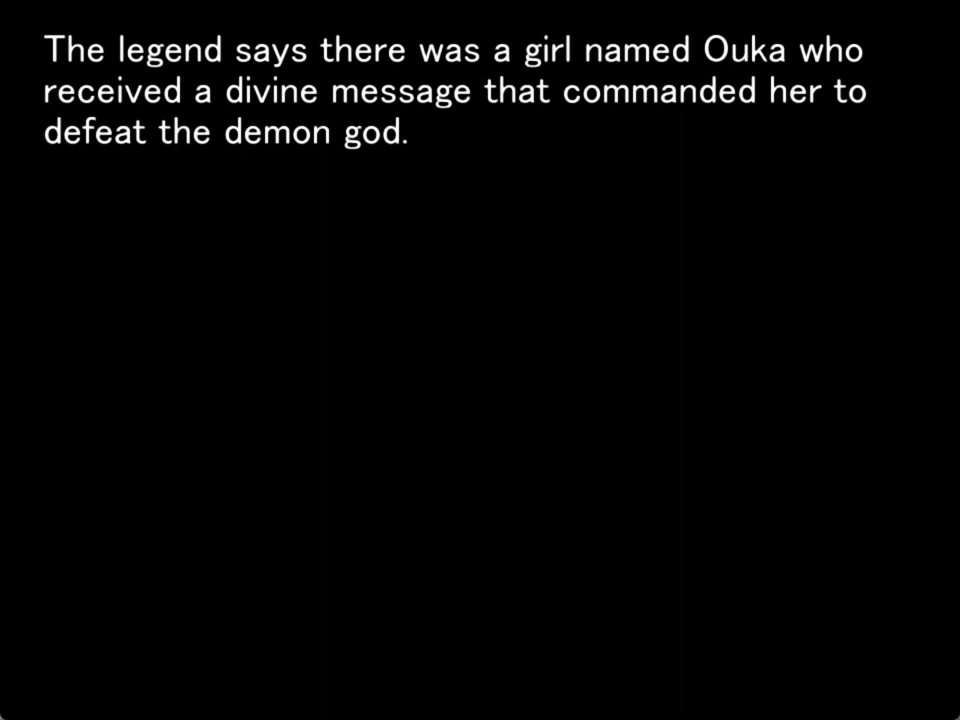 The legend says there was a girl named Ouka who
received a divine message that commanded her to
defeat the demon god.